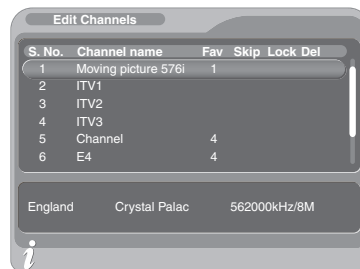 Edit Channels
S. No. Channel name Fav Skip Lock Del
1 Moving picture 576i 1
2 ITV1
3 ITV2
4 ITV3
5 Channel 4
6 E4 4
England Crystal Palac 562000kHz/8M
i